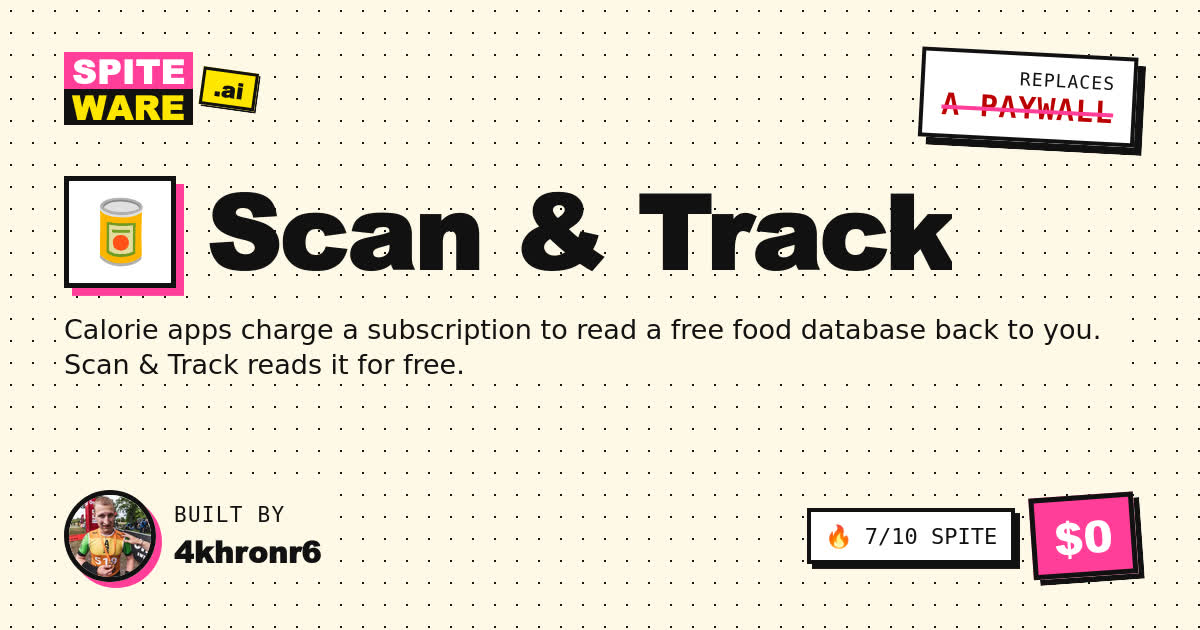 SPITE
WARE
.ai
REPLACES
A PAYWALL
Scan & Track
Calorie apps charge a subscription to read a free food database back to you.
Scan & Track reads it for free.
BUILT BY
4khronr6
7/10 SPITE
$0